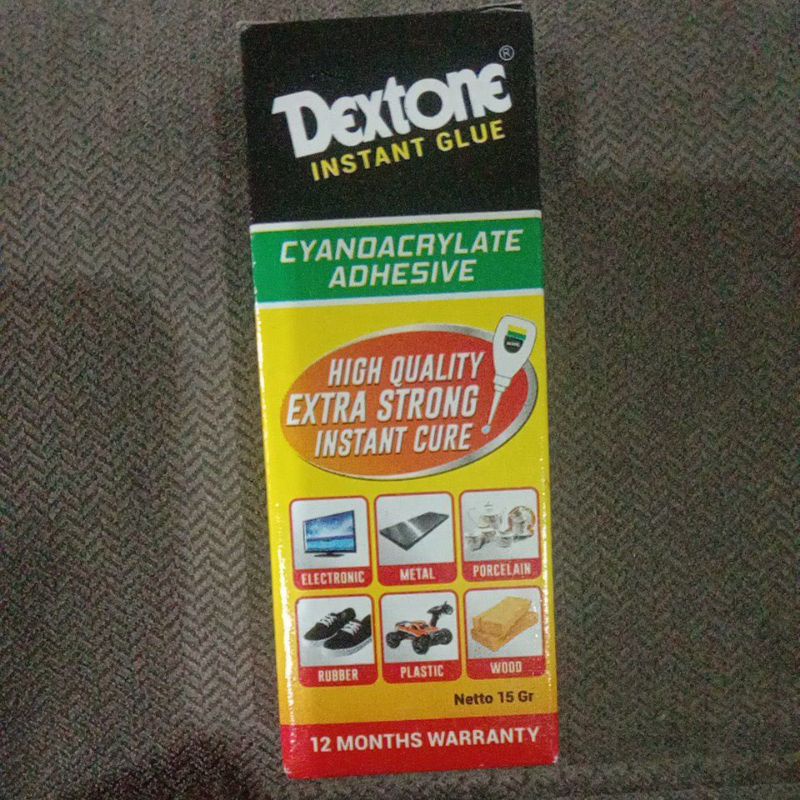 Dextone®
INSTANT GLUE
CYANOACRYLATE
ADHESIVE
HIGH QUALITY
EXTRA STRONG
INSTANT CURE
ELECTRONIC
METAL
PORCELAIN
RUBBER
PLASTIC
WOOD
Netto 15 Gr
12 MONTHS WARRANTY